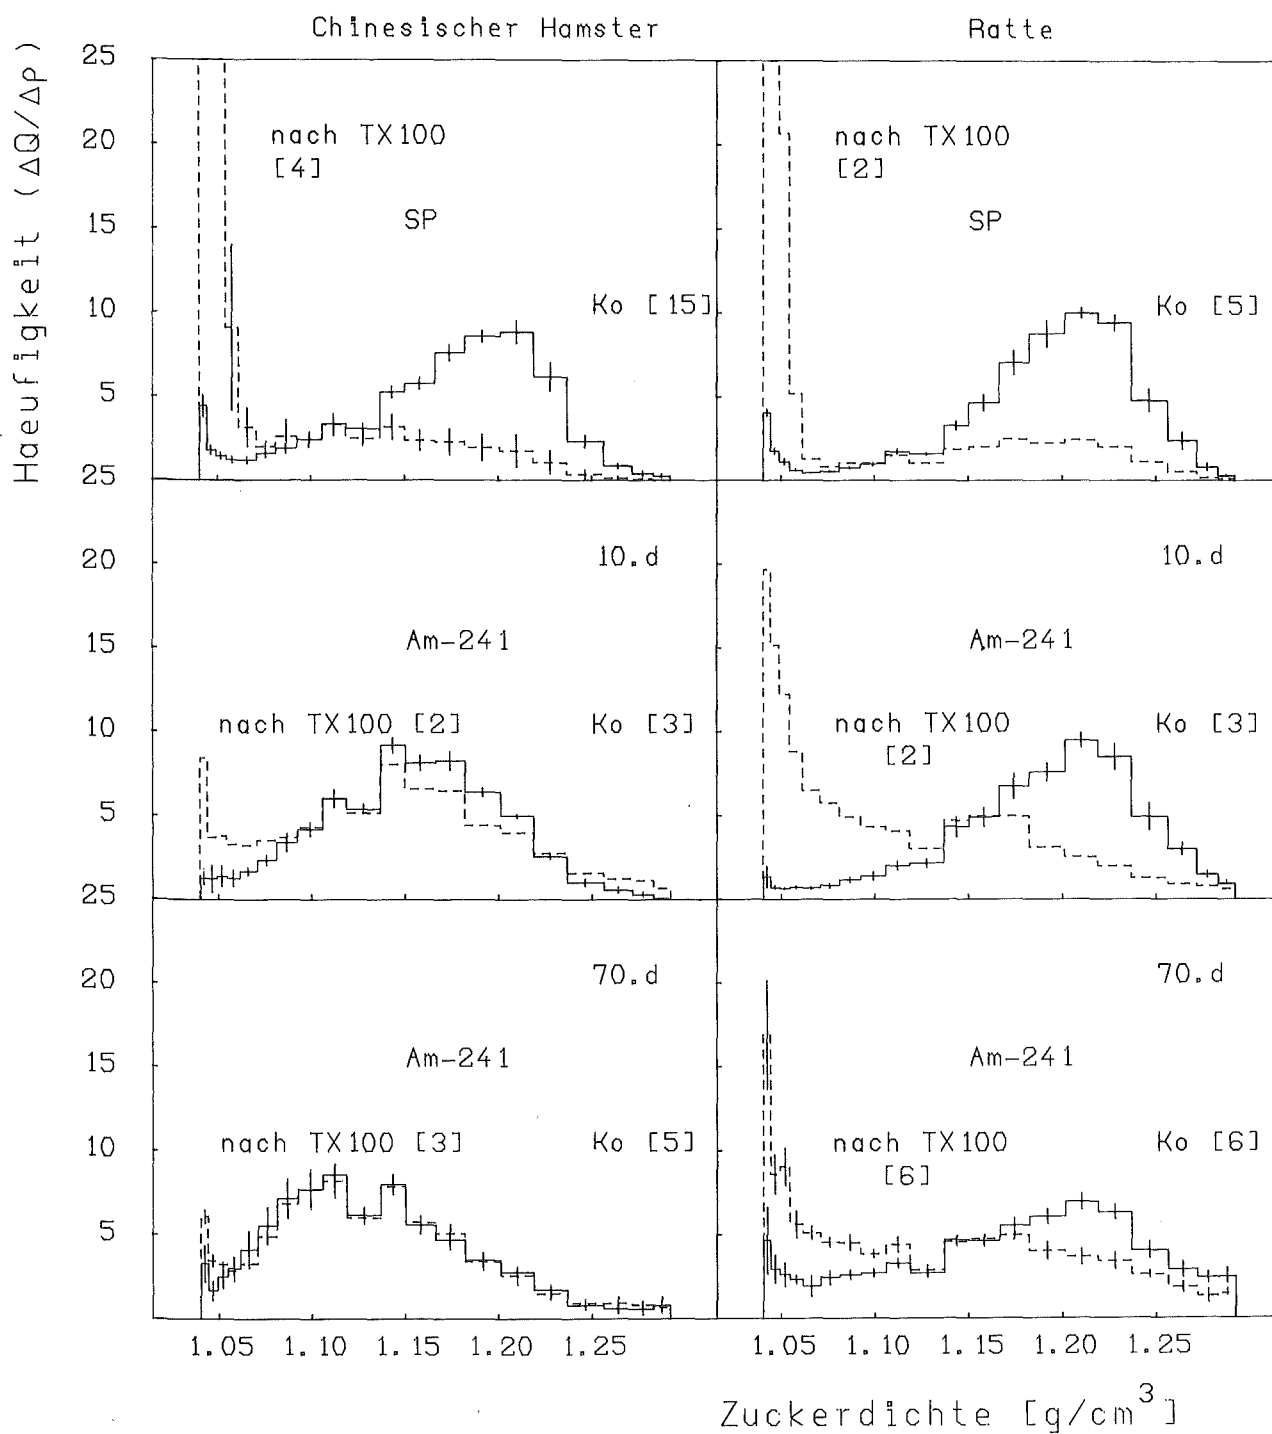 Chinesischer Hamster
Ratte
Haeufigkeit (ΔQ/Δρ)
25
20
15
10
5
nach TX100
[4]
SP
Ko [15]
nach TX100
[2]
SP
Ko [5]
25
20
15
10
5
10.d
Am-241
nach TX100 [2]
Ko [3]
10.d
Am-241
nach TX100
[2]
Ko [3]
25
20
15
10
5
70.d
Am-241
nach TX100 [3]
Ko [5]
70.d
Am-241
nach TX100
[6]
Ko [6]
1.05 1.10 1.15 1.20 1.25
1.05 1.10 1.15 1.20 1.25
Zuckerdichte [g/cm³]